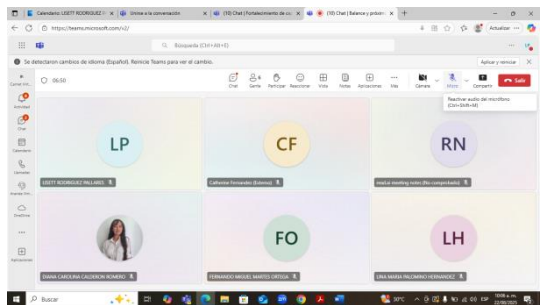 Calendario: LISETT RODRIGUEZ P
Unirse a la conversación
(10) Chat | Fortalecimiento de co
(10) Chat | Balance y próxim
https://teams.microsoft.com/v2/
Actualizar
Búsqueda (Ctrl+Alt+E)
Se detectaron cambios de idioma (Español). Reinicie Teams para ver el cambio.
Aplicar y reiniciar
06:50
Chat
Gente
Participar
Reaccionar
Vista
Notas
Aplicaciones
Más
Cámara
Micro
Compartir
Salir
Reactivar audio del micrófono
(Ctrl+Shift+M)
Actividad
Chat
Calendario
Llamadas
OneDrive
Aplicaciones
LP
CF
RN
LISETT RODRIGUEZ PALLARES
Catherine Fernandez (Externo)
read.ai meeting notes (No comprobado)
FO
LH
DIANA CAROLINA CALDERON ROMERO
FERNANDO MIGUEL MARTES ORTEGA
LINA MARIA PALOMINO HERNANDEZ
Buscar
30°C
ESP
10:06 a. m.
22/08/2025